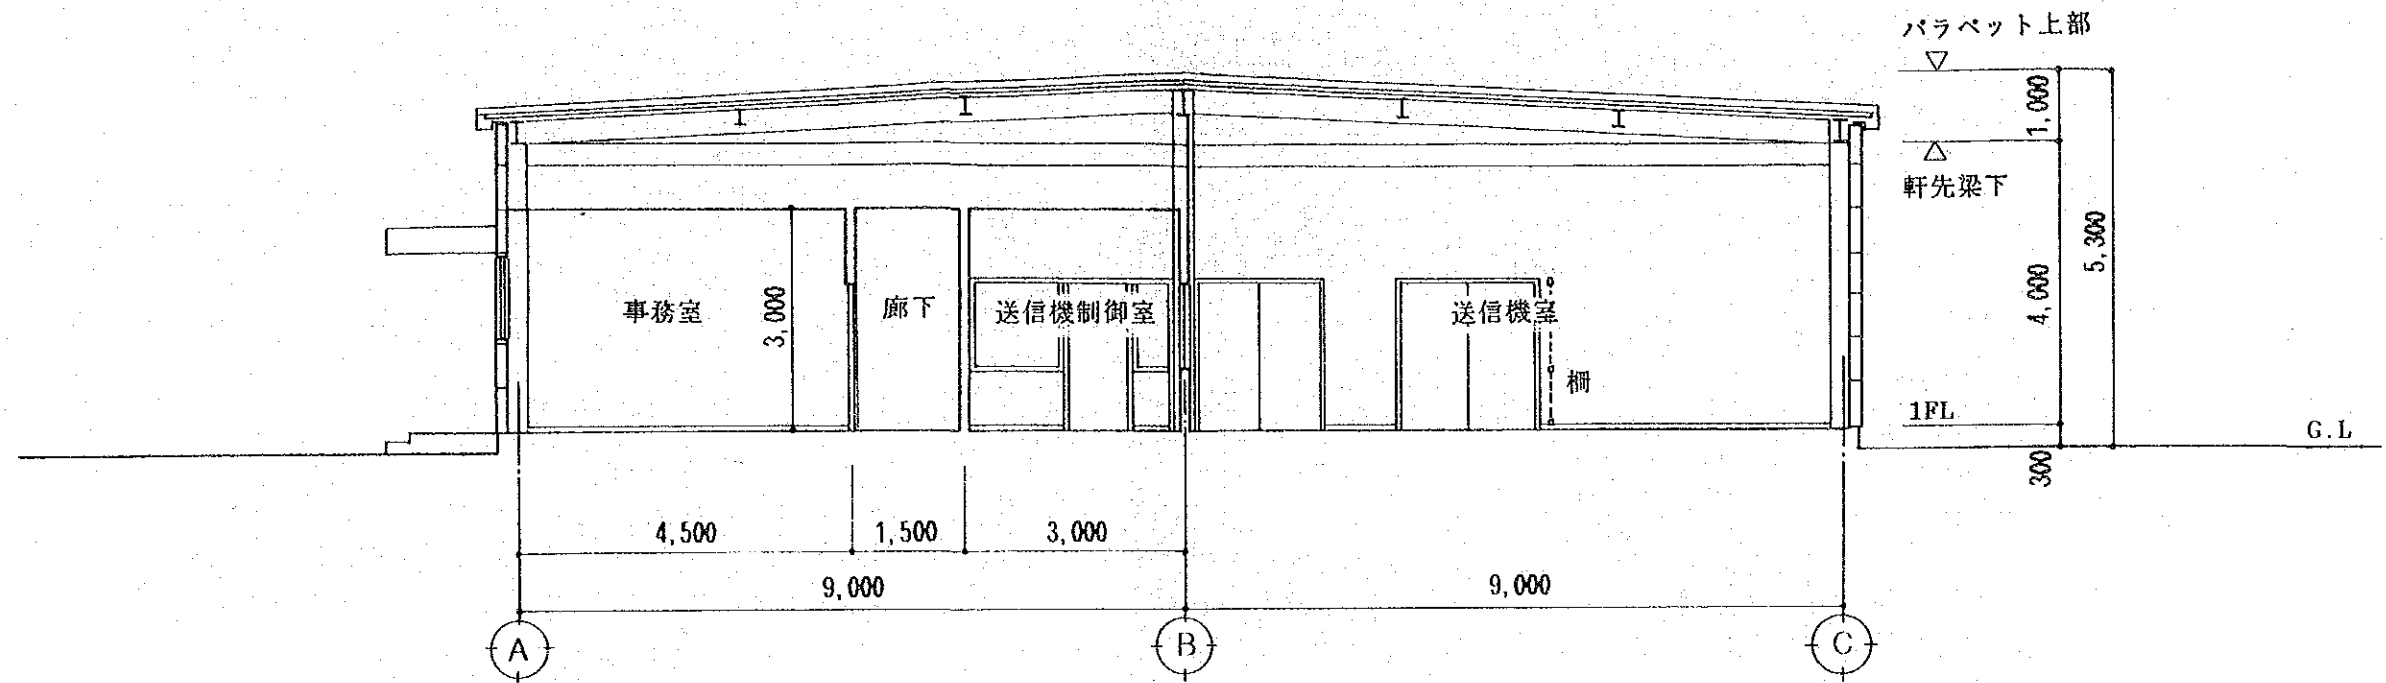 パラペット上部
1,000
軒先梁下
5,300
4,000
事務室
3,000
廊下
送信機制御室
送信機室
柵
1FL
G.L
300
4,500
1,500
3,000
9,000
9,000
A
B
C